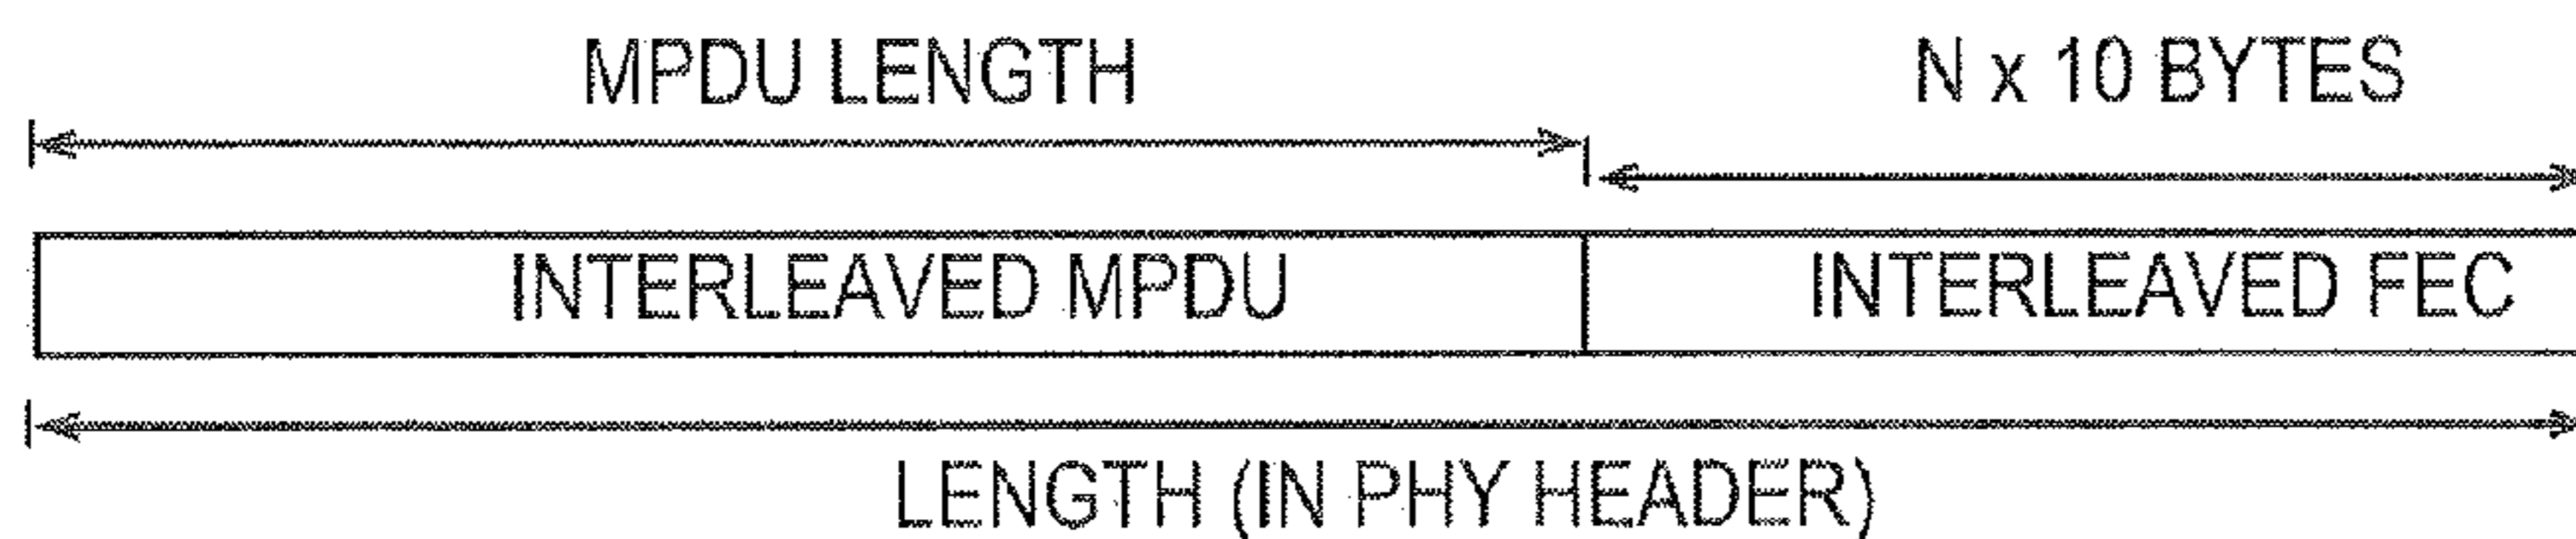 MPDU LENGTH N x 10 BYTES
INTERLEAVED MPDU INTERLEAVED FEC
LENGTH (IN PHY HEADER)